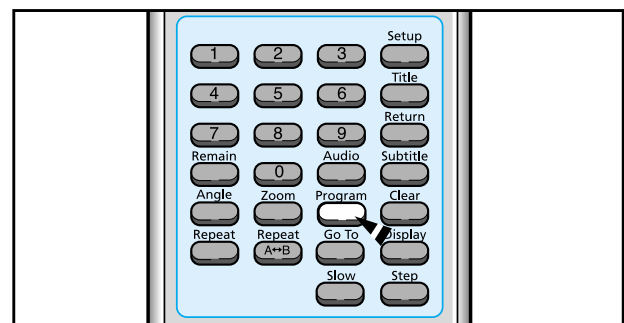 Setup
1 2 3
Title
4 5 6
Return
7 8 9
Remain Audio Subtitle
0
Angle Zoom Program Clear
Repeat Repeat Go To Display
A↔B
Slow Step